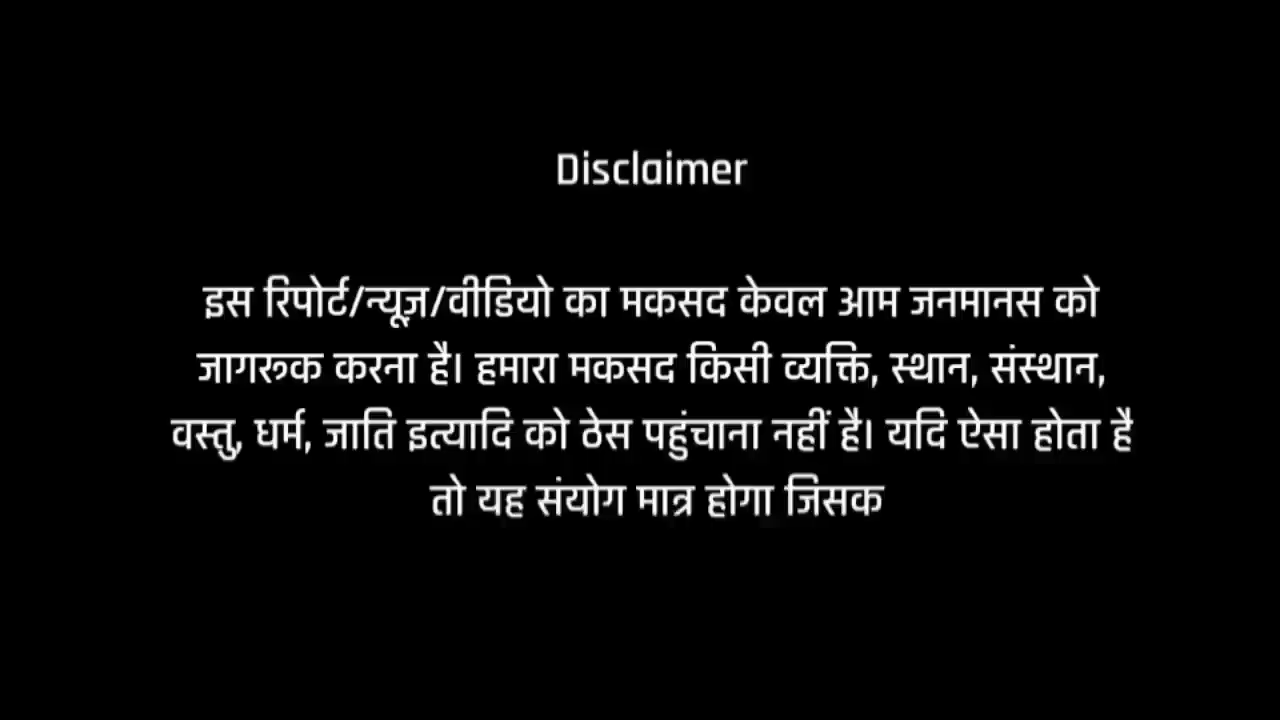 Disclaimer
इस रिपोर्ट/न्यूज़/वीडियो का मकसद केवल आम जनमानस को
जागरूक करना है। हमारा मकसद किसी व्यक्ति, स्थान, संस्थान,
वस्तु, धर्म, जाति इत्यादि को ठेस पहुंचाना नहीं है। यदि ऐसा होता है
तो यह संयोग मात्र होगा जिसक